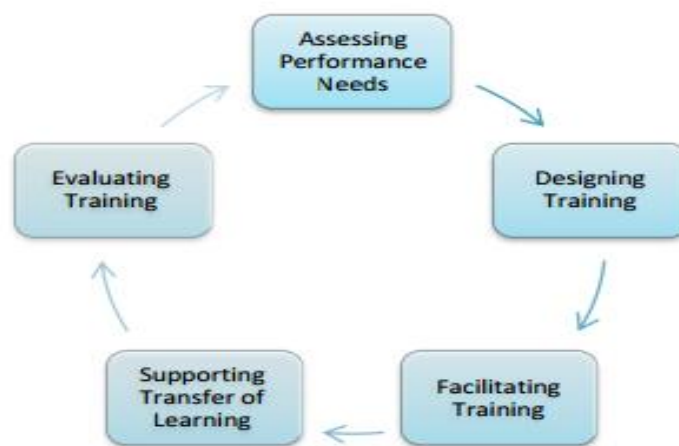 Assessing
Performance
Needs
Designing
Training
Facilitating
Training
Supporting
Transfer of
Learning
Evaluating
Training